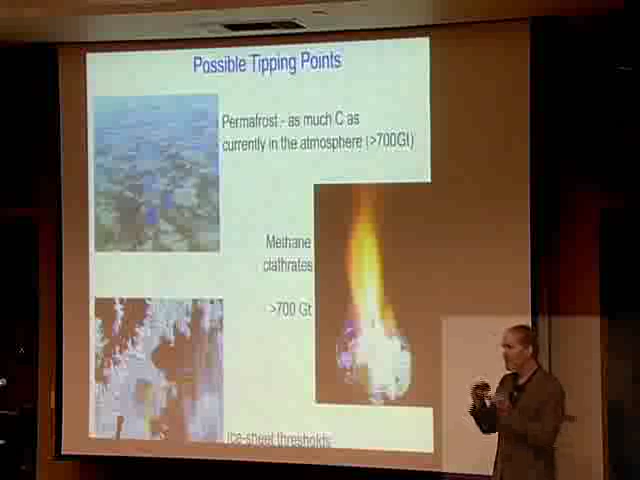 Possible Tipping Points
Permafrost - as much C as
currently in the atmosphere (>700Gt)
Methane
clathrates
>700 Gt
Ice-sheet thresholds